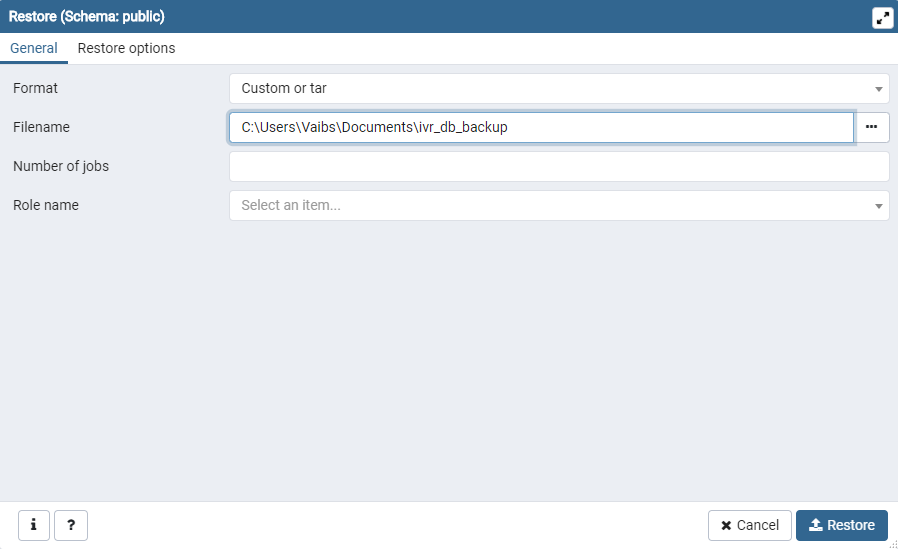 Restore (Schema: public)
General Restore options
Format Custom or tar
Filename C:\Users\Vaibs\Documents\ivr_db_backup
Number of jobs
Role name Select an item...
i ? Cancel Restore